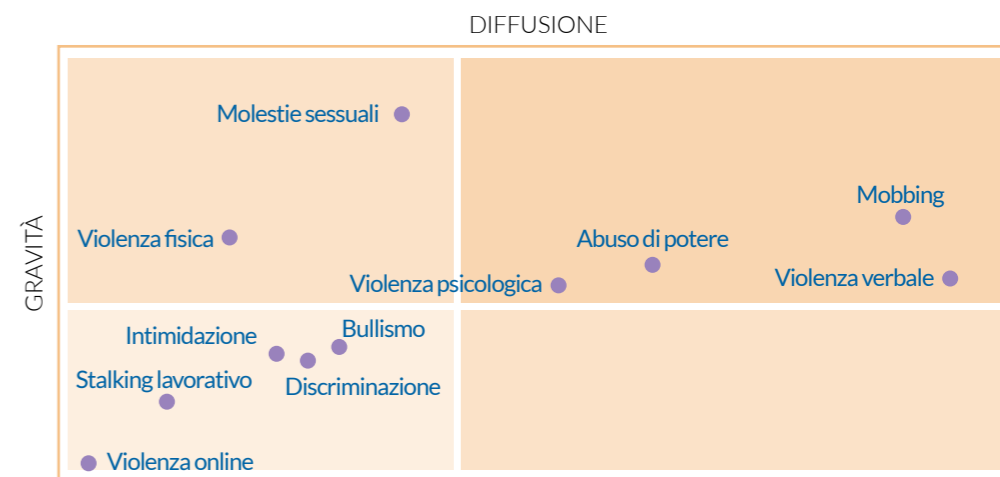 DIFFUSIONE
GRAVITÀ
Molestie sessuali
Mobbing
Violenza fisica
Abuso di potere
Violenza psicologica
Violenza verbale
Intimidazione
Bullismo
Stalking lavorativo
Discriminazione
Violenza online